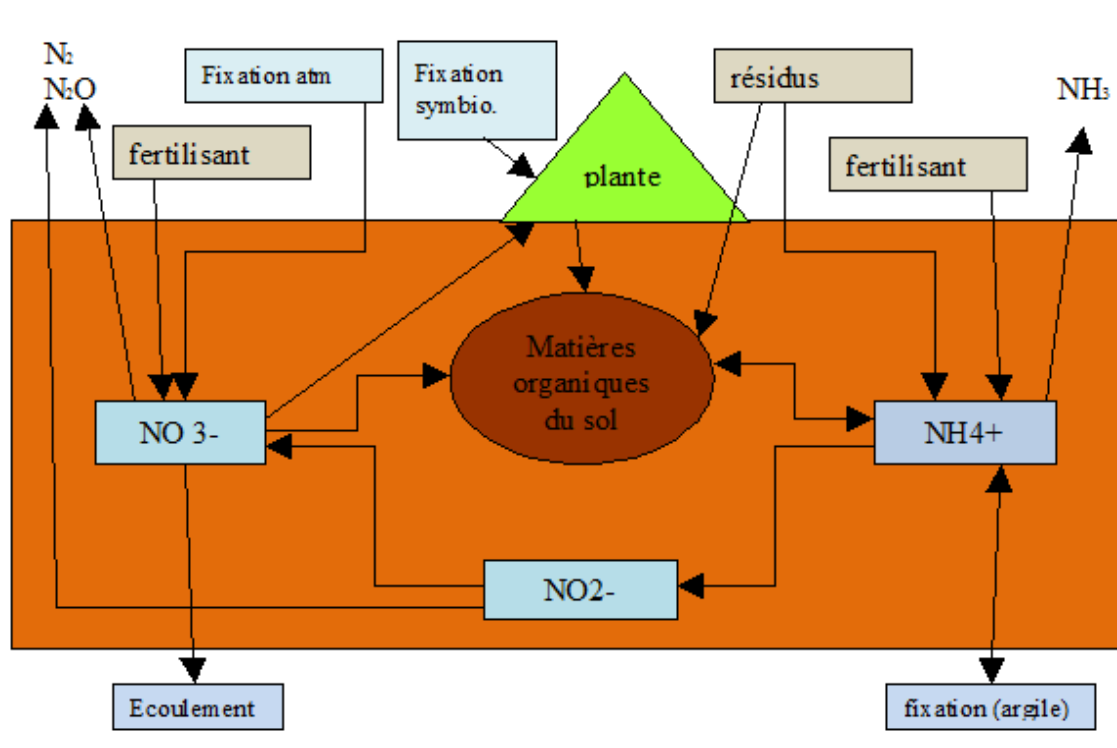 N₂
N₂O
Fixation atm
Fixation
symbio.
résidus
NH₃
fertilisant
plante
fertilisant
Matières
organiques
du sol
NO 3-
NH4+
NO2-
Ecoulement
fixation (argile)